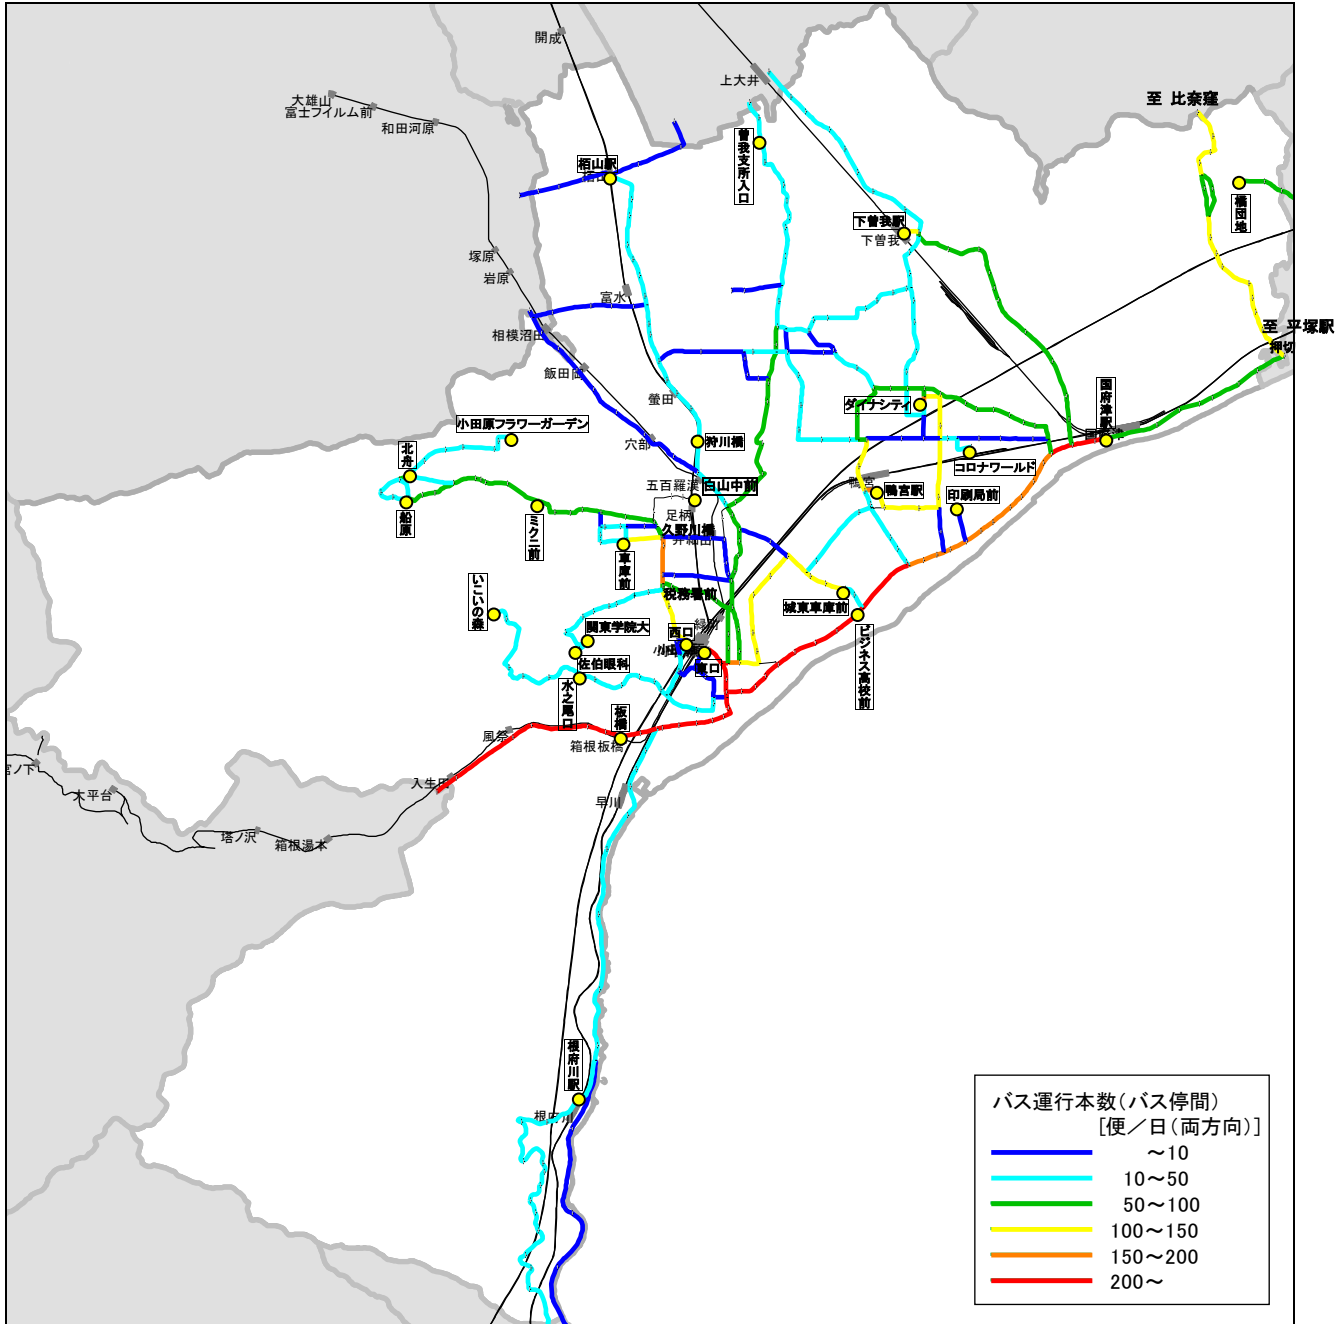 開成
上大井
大雄山
富士フイルム前
和田河原
至 比奈窪
曽我支所入口
栢山駅
橘団地
下曽我駅
下曽我
塚原
岩原
富水
相模沼田
至 平塚駅
押切
飯田岡
国府津駅
螢田
ダイナシティ
小田原フラワーガーデン
狩川橋
穴部
北舟
コロナワールド
五百羅漢
白山中前
鴨宮
鴨宮駅
印刷局前
船原
ミクニ前
足柄
久野川橋
井細田
車庫前
いこいの森
税務署前
城東車庫前
関東学院大
西口
緑町
ビジネス高校前
佐伯眼科
東口
水之尾口
板橋
風祭
箱根板橋
宮ノ下
入生田
大平台
早川
塔ノ沢
箱根湯本
根府川駅
根府川
バス運行本数(バス停間)
[便/日(両方向)]
～10
10～50
50～100
100～150
150～200
200～